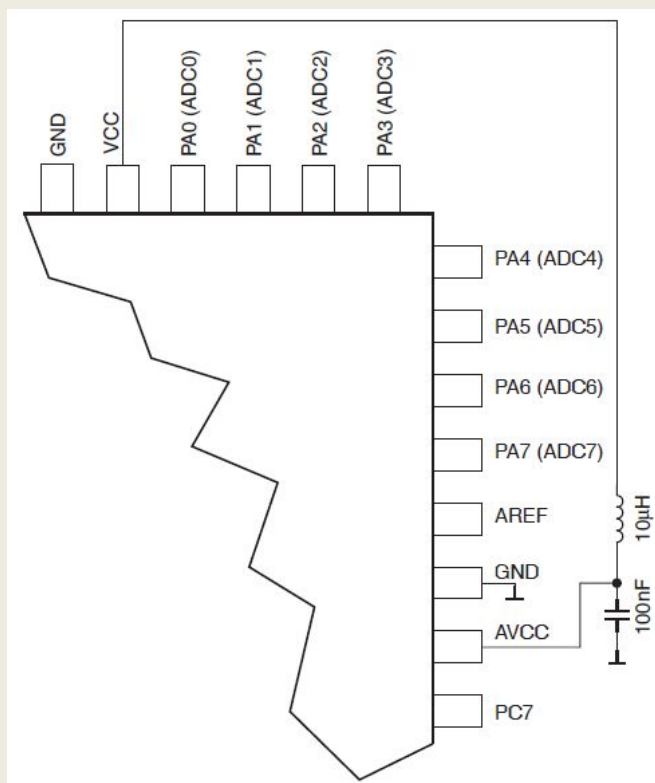 GND
VCC
PA0 (ADC0)
PA1 (ADC1)
PA2 (ADC2)
PA3 (ADC3)
PA4 (ADC4)
PA5 (ADC5)
PA6 (ADC6)
PA7 (ADC7)
AREF
10μH
GND
AVCC
100nF
PC7